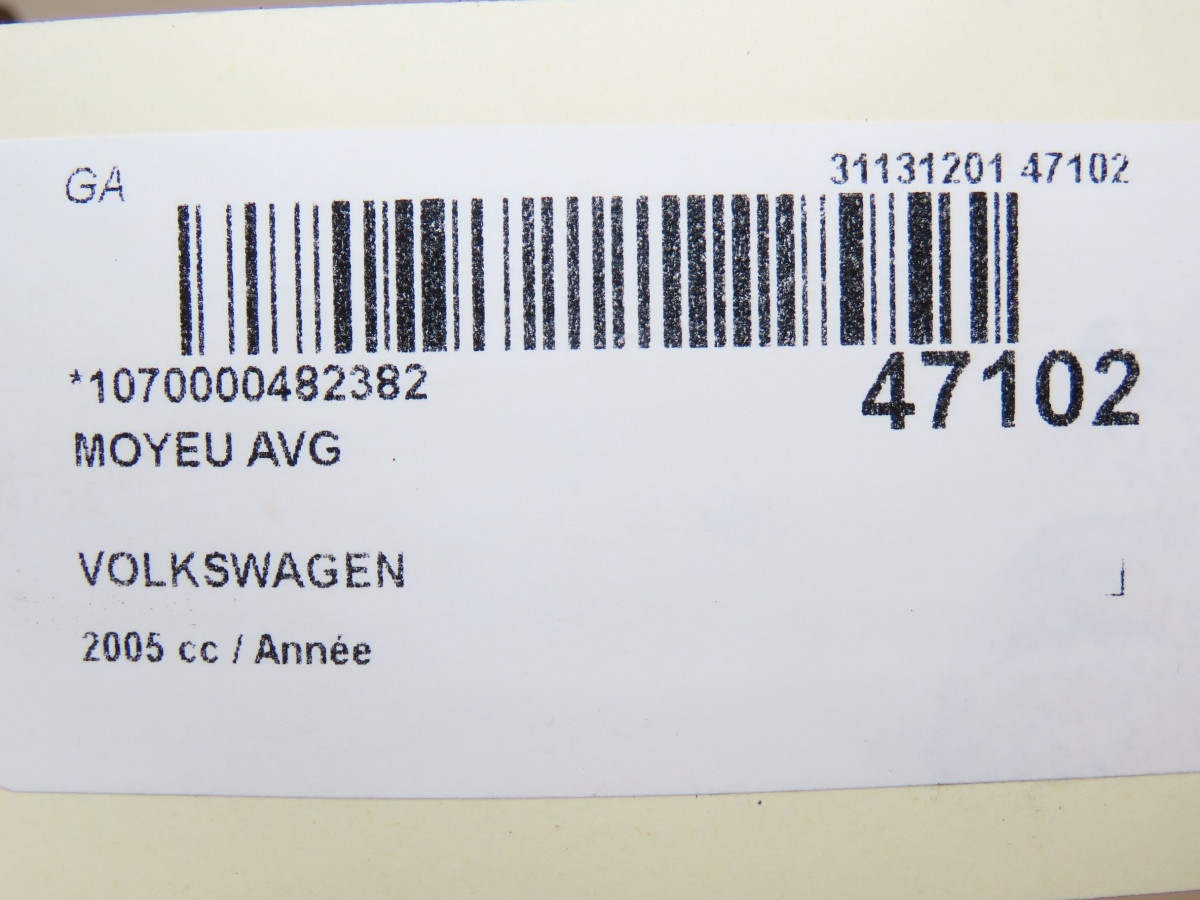 GA
31131201 47102
*1070000482382
47102
MOYEU AVG
VOLKSWAGEN
2005 cc / Année